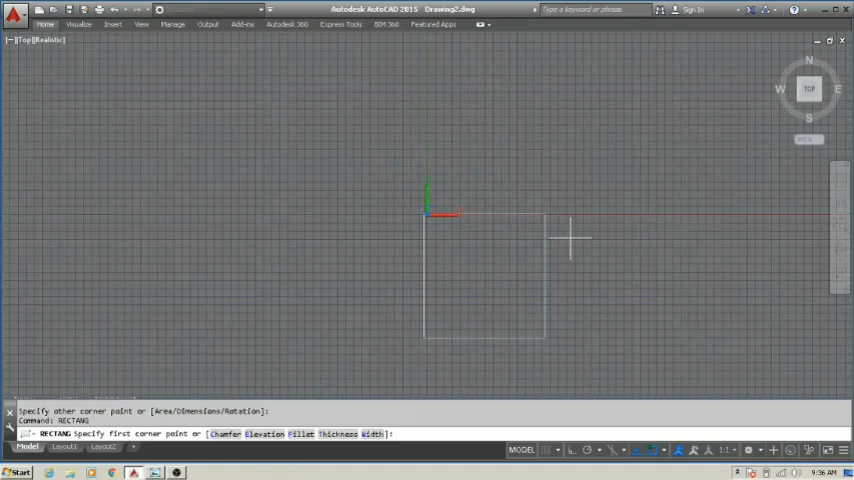 Autodesk AutoCAD 2015 Drawing2.dwg
Type a keyword or phrase
Sign In
Home Visualize Insert View Manage Output Add-ins Autodesk 360 Express Tools BIM 360 Featured Apps
[−][Top][Realistic]
N
W TOP E
S
WCS
Specify other corner point or [Area/Dimensions/Rotation]:
Command: RECTANG
RECTANG Specify first corner point or [Chamfer Elevation Fillet Thickness Width]:
Model Layout1 Layout2 +
MODEL 1:1
Start 9:36 AM